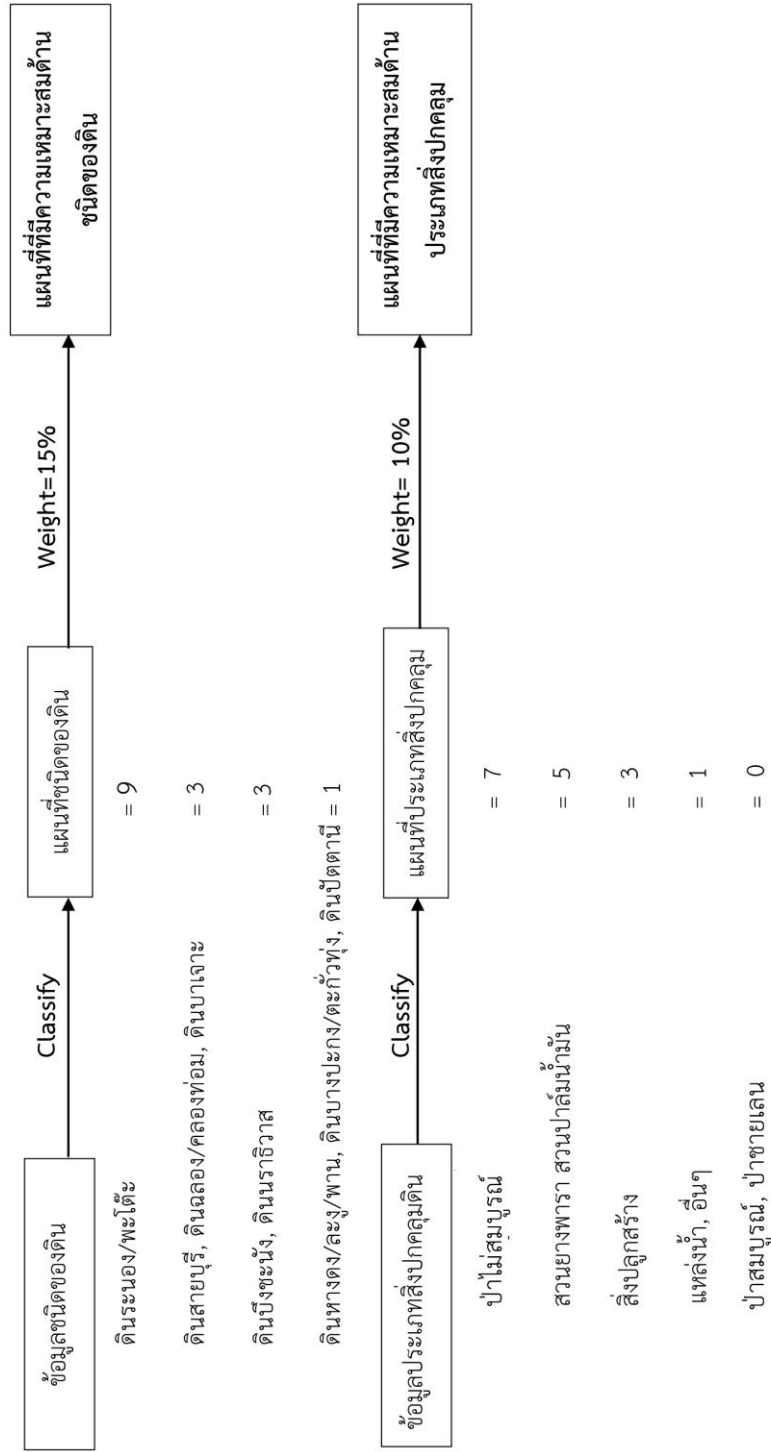 ข้อมูลชนิดของดิน
Classify
แผนที่ชนิดของดิน
Weight=15%
แผนที่ที่มีความเหมาะสมด้าน
ชนิดของดิน
ดินระนอง/พะโต๊ะ = 9
ดินสายบุรี, ดินฉลอง/คลองท่อม, ดินบาเจาะ = 3
ดินบึงชะนัง, ดินนราธิวาส = 3
ดินหางดง/ละงู/พาน, ดินบางปะกง/ตะกั่วทุ่ง, ดินปัตตานี = 1
ข้อมูลประเภทสิ่งปกคลุมดิน
Classify
แผนที่ประเภทสิ่งปกคลุม
Weight= 10%
แผนที่ที่มีความเหมาะสมด้าน
ประเภทสิ่งปกคลุม
ป่าไม่สมบูรณ์ = 7
สวนยางพารา สวนปาล์มน้ำมัน = 5
สิ่งปลูกสร้าง = 3
แหล่งน้ำ, อื่นๆ = 1
ป่าสมบูรณ์, ป่าชายเลน = 0